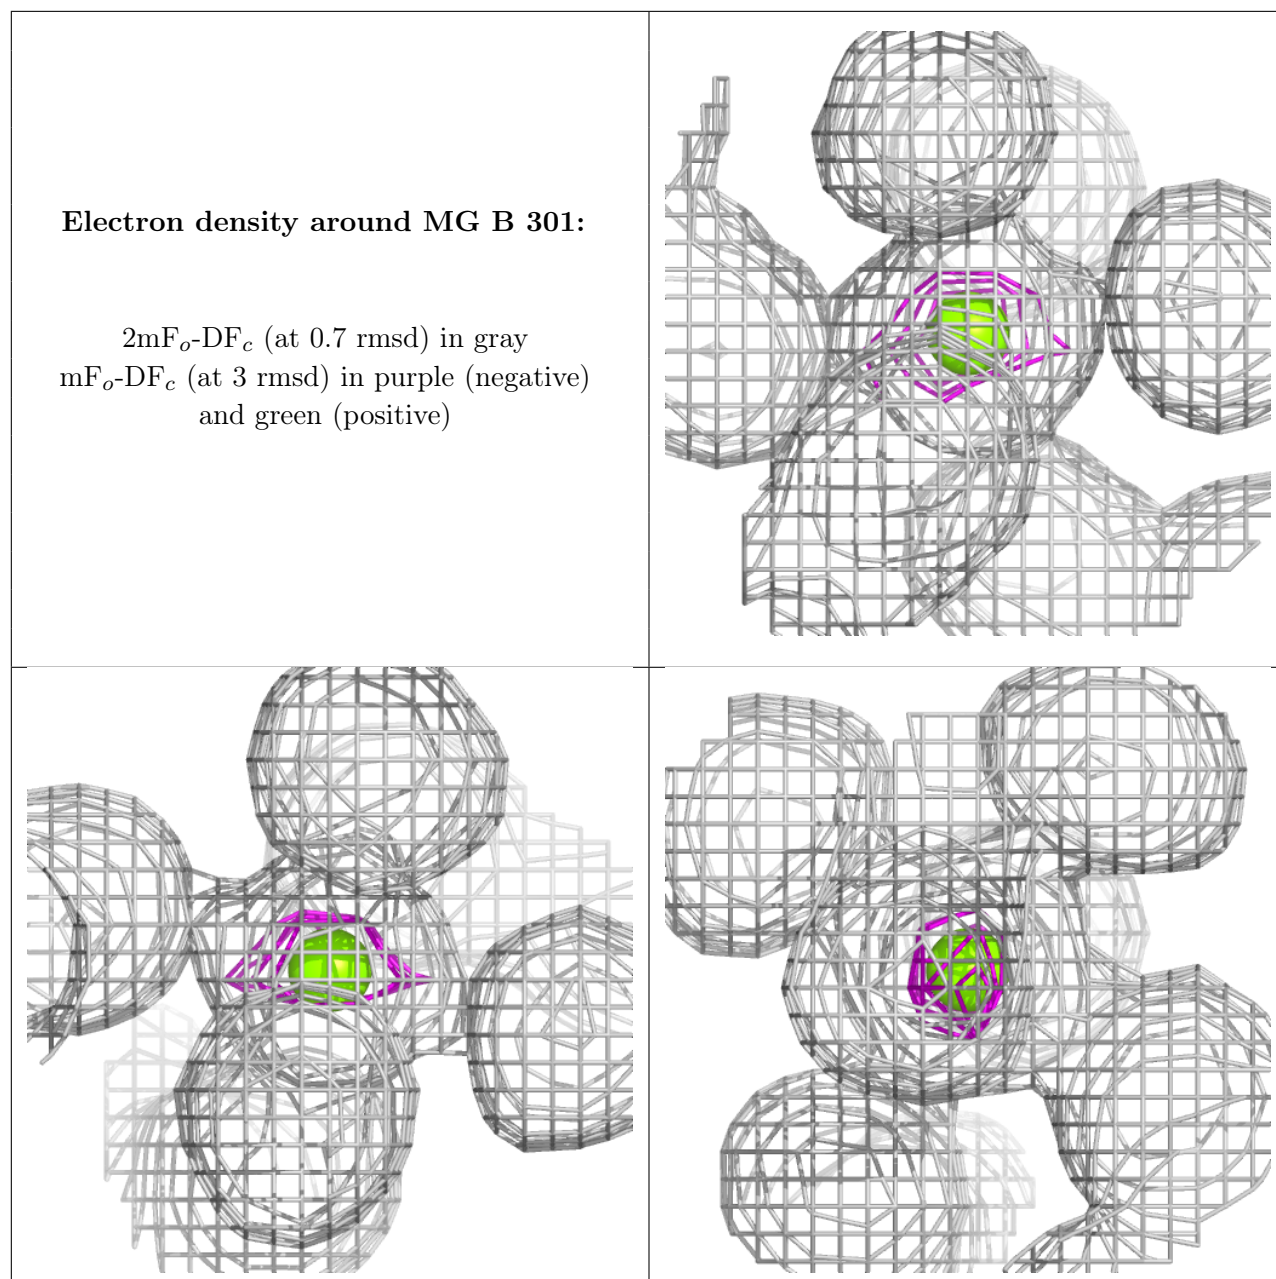 Electron density around MG B 301:
2mFo-DFc (at 0.7 rmsd) in gray
mFo-DFc (at 3 rmsd) in purple (negative)
and green (positive)